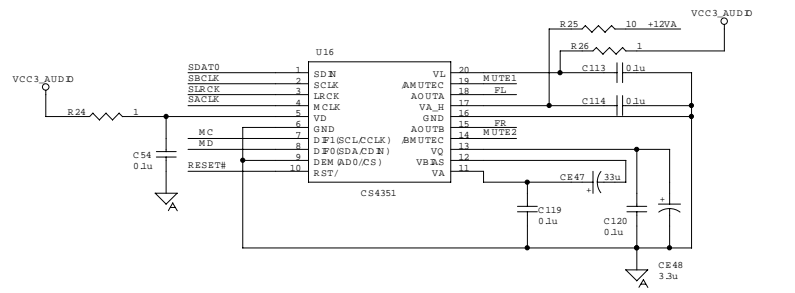 VCC3_AUDIO
R25 10 +12VA
R26 1
U16
VCC3_AUDIO
SDAT0 1 SDIN VL 20 C113 0.1u
SBCLK 2 SCLK /AMUTEC 19 MUTE1
SLRCK 3 LRCK AOUTA 18 FL
SACLK 4 MCLK VA_H 17 C114 0.1u
R24 1 5 VD GND 16
6 GND AOUTB 15 FR
MC 7 DIF1(SCL/CCLK) /BMUTEC 14 MUTE2
MD 8 DIF0(SDA/CDIN) VQ 13
C54 0.1u 9 DEM (AD0/CS) VBIAS 12
RESET# 10 RST/ VA 11 CE47 33u
+
CS4351
+
C119 0.1u
C120 0.1u
CE48 3.3u
A
A